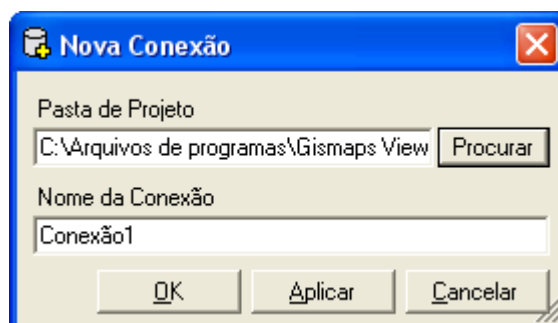 Nova Conexão
Pasta de Projeto
C:\Arquivos de programas\Gismaps View Procurar
Nome da Conexão
Conexão1
OK Aplicar Cancelar